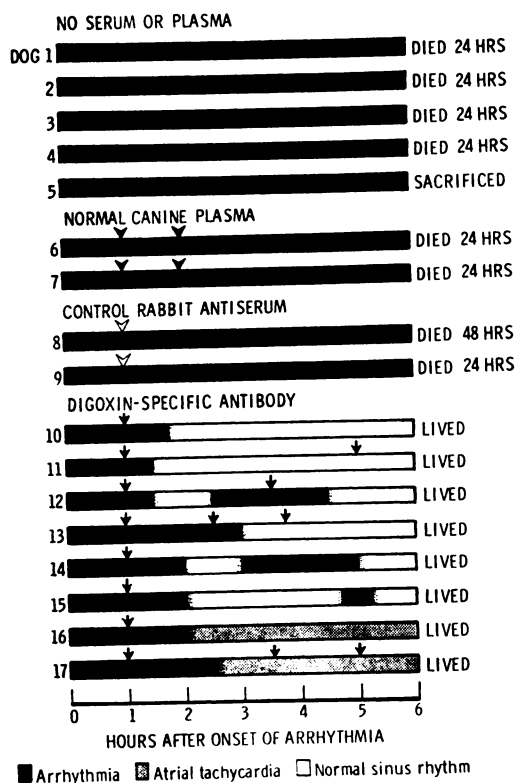 NO SERUM OR PLASMA
DOG 1 DIED 24 HRS
2 DIED 24 HRS
3 DIED 24 HRS
4 DIED 24 HRS
5 SACRIFICED
NORMAL CANINE PLASMA
6 DIED 24 HRS
7 DIED 24 HRS
CONTROL RABBIT ANTISERUM
8 DIED 48 HRS
9 DIED 24 HRS
DIGOXIN-SPECIFIC ANTIBODY
10 LIVED
11 LIVED
12 LIVED
13 LIVED
14 LIVED
15 LIVED
16 LIVED
17 LIVED
0 1 2 3 4 5 6
HOURS AFTER ONSET OF ARRHYTHMIA
Arrhythmia Atrial tachycardia Normal sinus rhythm